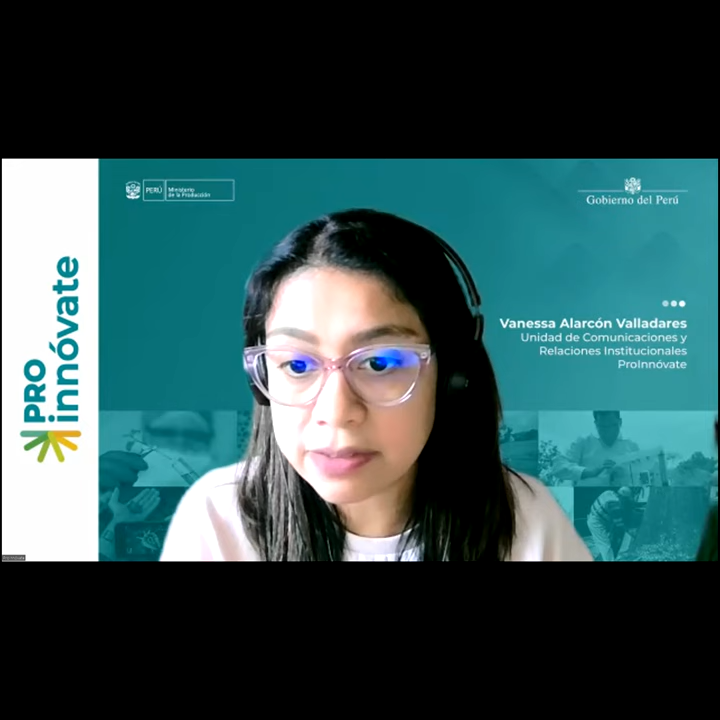 PERÚ
Ministerio
de la Producción
Gobierno del Perú
PRO
innóvate
Vanessa Alarcón Valladares
Unidad de Comunicaciones y
Relaciones Institucionales
ProInnóvate